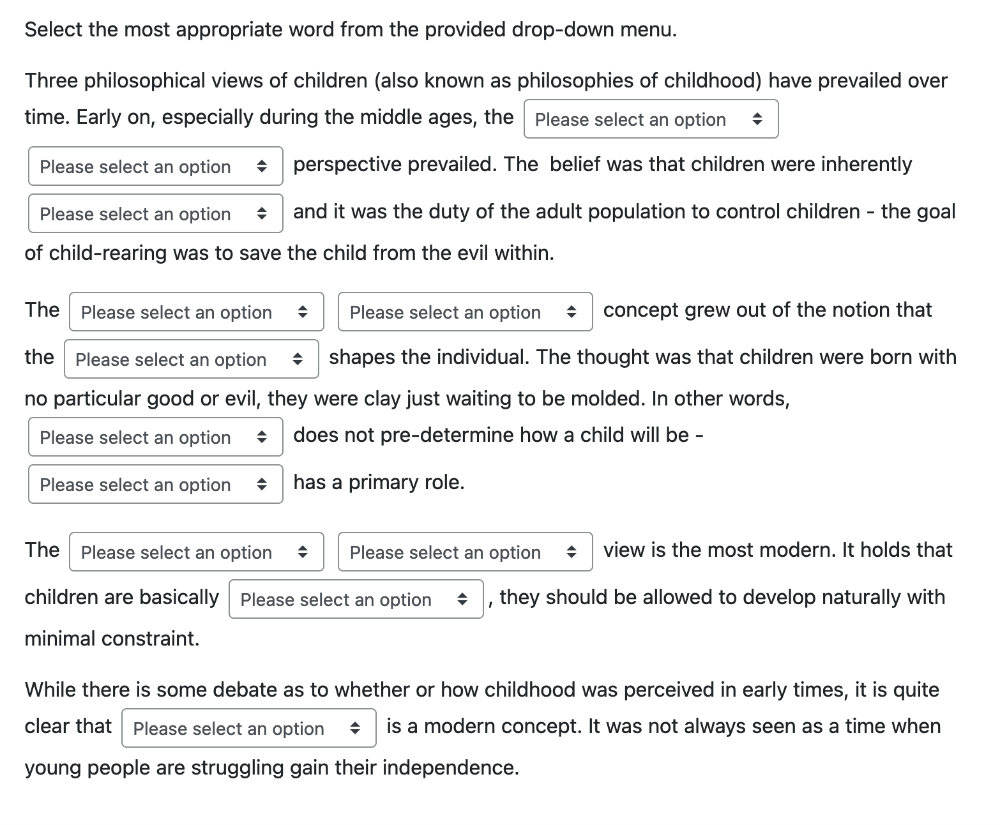 Select the most appropriate word from the provided drop-down menu.
Three philosophical views of children (also known as philosophies of childhood) have prevailed over
time. Early on, especially during the middle ages, the Please select an option
Please select an option perspective prevailed. The belief was that children were inherently
Please select an option and it was the duty of the adult population to control children - the goal
of child-rearing was to save the child from the evil within.
The Please select an option Please select an option concept grew out of the notion that
the Please select an option shapes the individual. The thought was that children were born with
no particular good or evil, they were clay just waiting to be molded. In other words,
Please select an option does not pre-determine how a child will be -
Please select an option has a primary role.
The Please select an option Please select an option view is the most modern. It holds that
children are basically Please select an option , they should be allowed to develop naturally with
minimal constraint.
While there is some debate as to whether or how childhood was perceived in early times, it is quite
clear that Please select an option is a modern concept. It was not always seen as a time when
young people are struggling gain their independence.